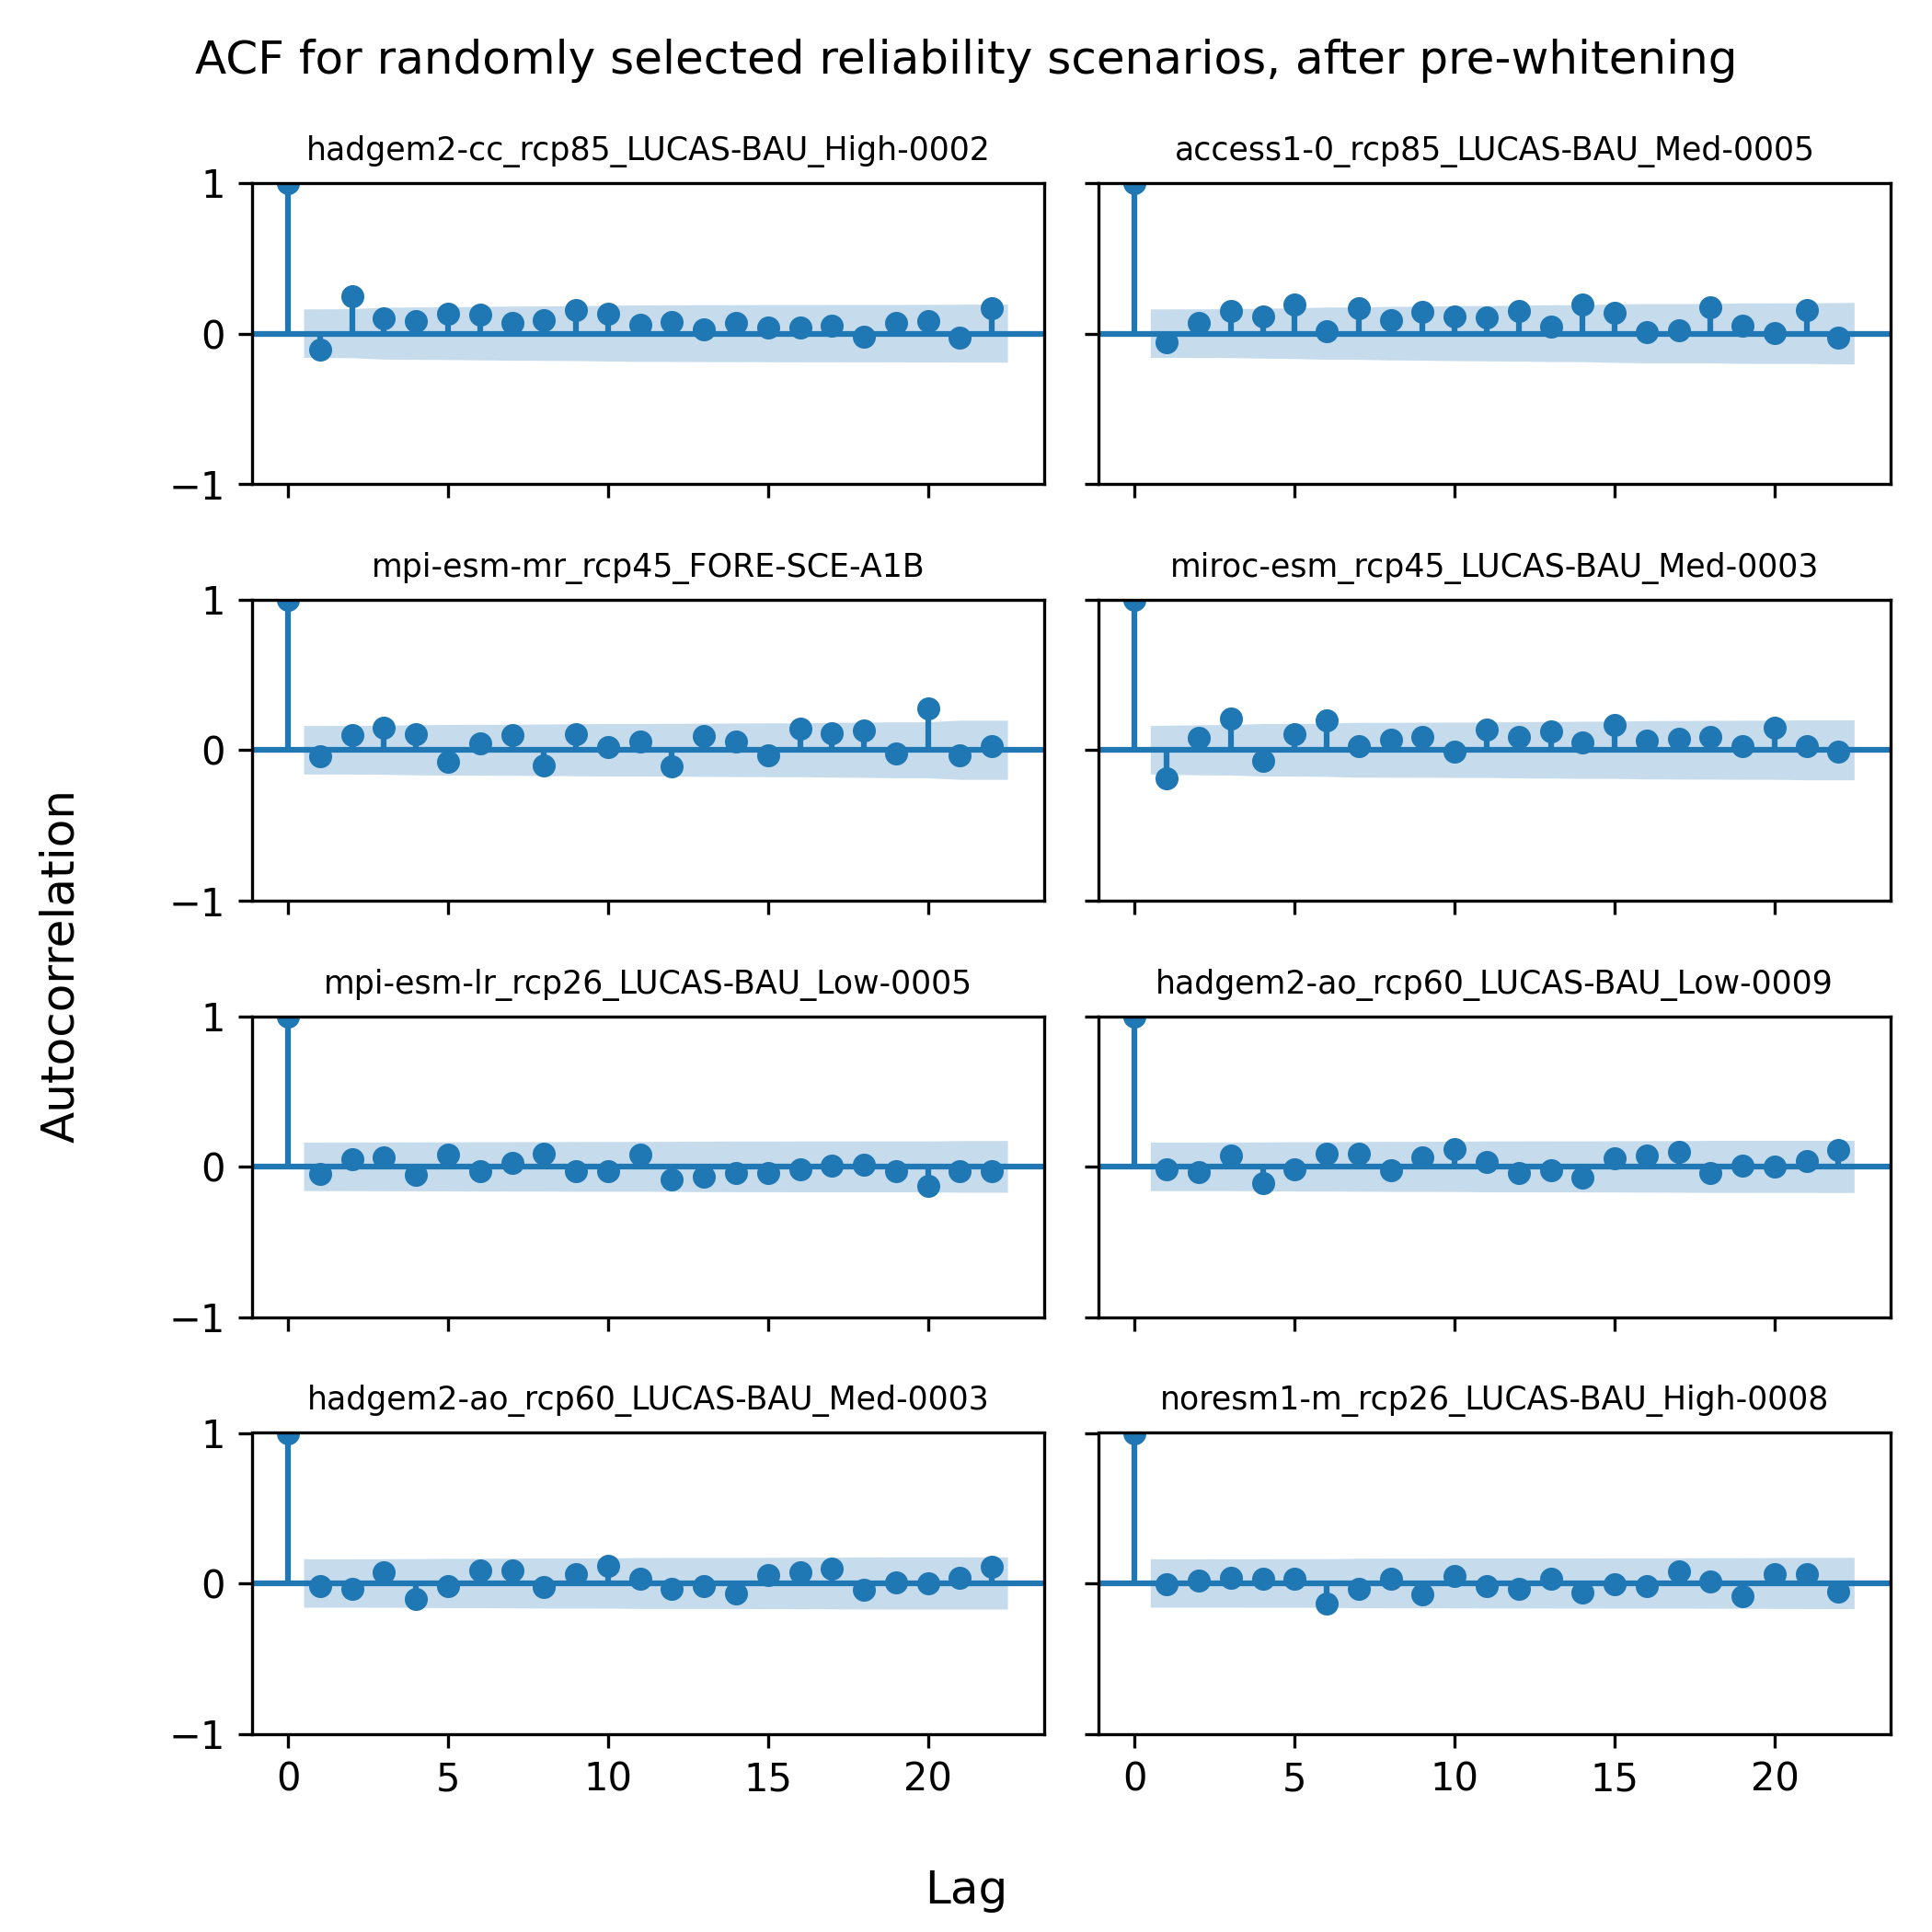 ACF for randomly selected reliability scenarios, after pre-whitening
hadgem2-cc_rcp85_LUCAS-BAU_High-0002
access1-0_rcp85_LUCAS-BAU_Med-0005
1
0
−1
mpi-esm-mr_rcp45_FORE-SCE-A1B
miroc-esm_rcp45_LUCAS-BAU_Med-0003
1
0
−1
Autocorrelation
mpi-esm-lr_rcp26_LUCAS-BAU_Low-0005
hadgem2-ao_rcp60_LUCAS-BAU_Low-0009
1
0
−1
hadgem2-ao_rcp60_LUCAS-BAU_Med-0003
noresm1-m_rcp26_LUCAS-BAU_High-0008
1
0
−1
0 5 10 15 20
0 5 10 15 20
Lag